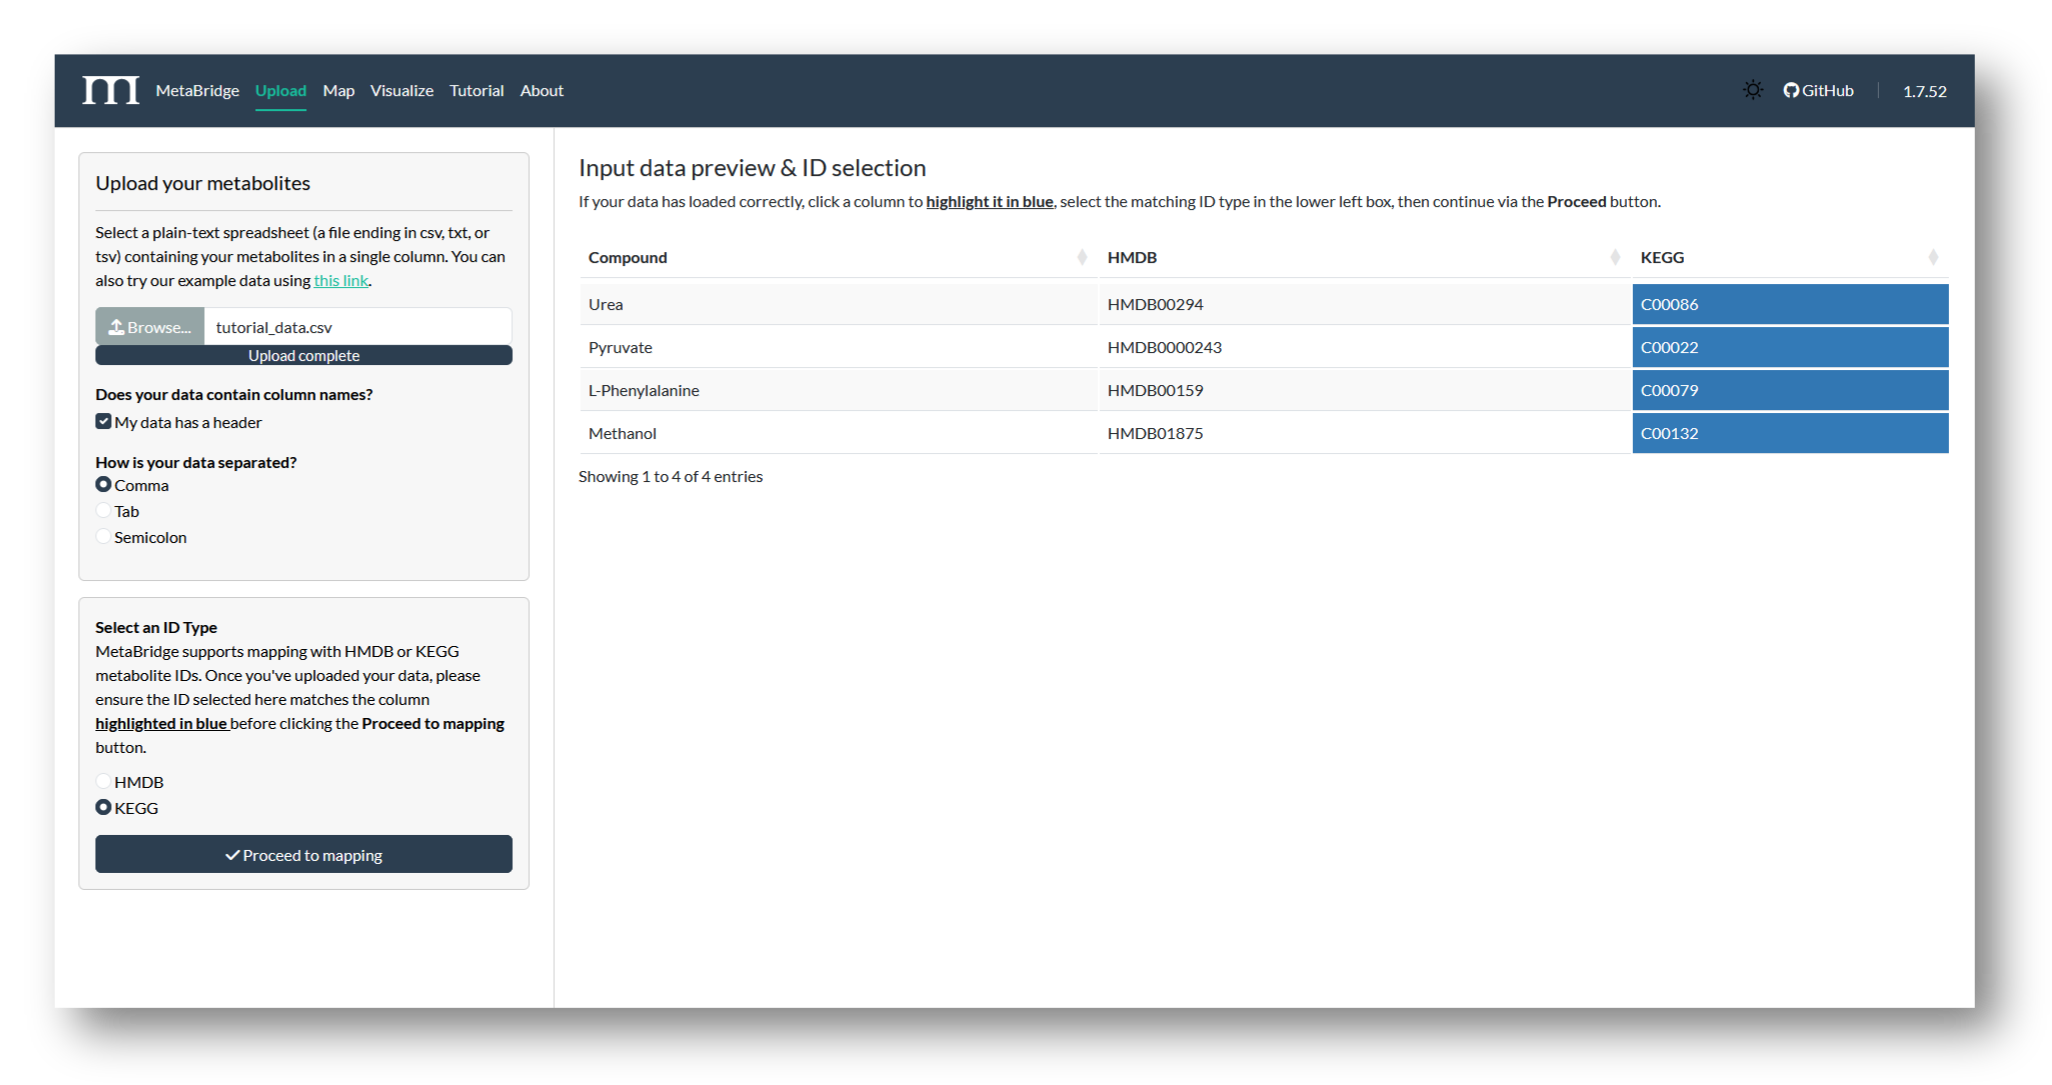 m MetaBridge Upload Map Visualize Tutorial About GitHub 1.7.52
Upload your metabolites
Select a plain-text spreadsheet (a file ending in csv, txt, or
tsv) containing your metabolites in a single column. You can
also try our example data using this link.
Browse... tutorial_data.csv
Upload complete
Does your data contain column names?
My data has a header
How is your data separated?
Comma
Tab
Semicolon
Select an ID Type
MetaBridge supports mapping with HMDB or KEGG
metabolite IDs. Once you've uploaded your data, please
ensure the ID selected here matches the column
highlighted in blue before clicking the Proceed to mapping
button.
HMDB
KEGG
Proceed to mapping
Input data preview & ID selection
If your data has loaded correctly, click a column to highlight it in blue, select the matching ID type in the lower left box, then continue via the Proceed button.
Compound HMDB KEGG
Urea HMDB00294 C00086
Pyruvate HMDB0000243 C00022
L-Phenylalanine HMDB00159 C00079
Methanol HMDB01875 C00132
Showing 1 to 4 of 4 entries